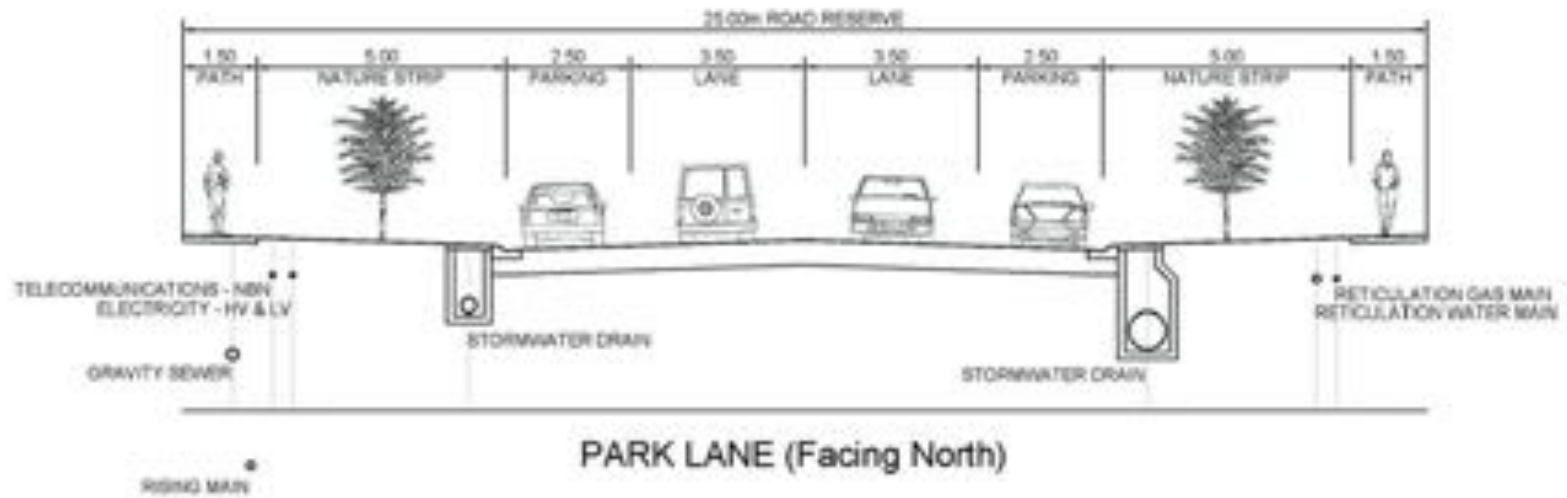 25.00m ROAD RESERVE
1.50 5.00 2.50 3.50 3.50 2.50 5.00 1.50
PATH NATURE STRIP PARKING LANE LANE PARKING NATURE STRIP PATH
TELECOMMUNICATIONS - NBN
ELECTRICITY - HV & LV
RETICULATION GAS MAIN
RETICULATION WATER MAIN
STORMWATER DRAIN
GRAVITY SEWER
STORMWATER DRAIN
PARK LANE (Facing North)
RISING MAIN